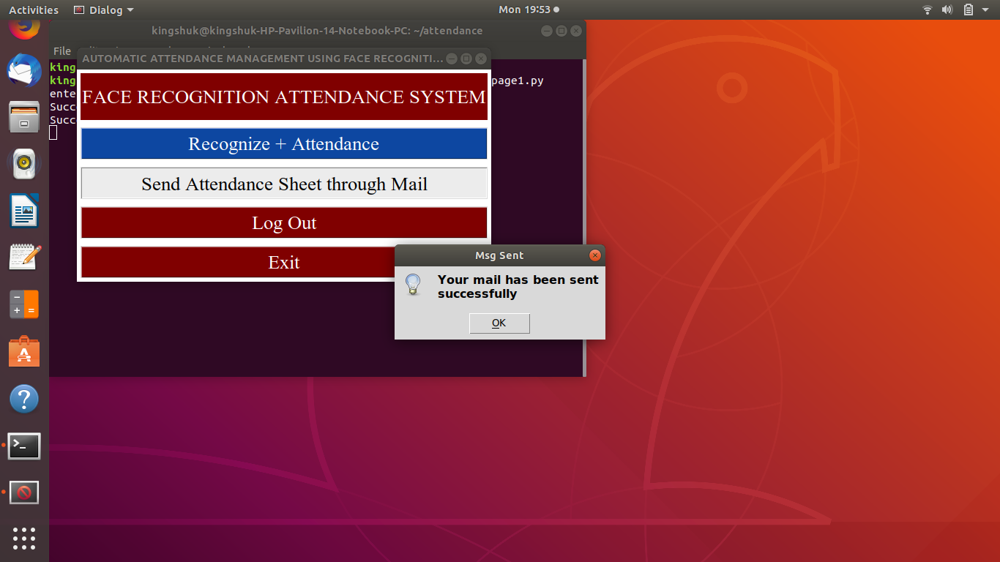 Activities
Dialog
Mon 19:53
kingshuk@kingshuk-HP-Pavilion-14-Notebook-PC: ~/attendance
File
AUTOMATIC ATTENDANCE MANAGEMENT USING FACE RECOGNITI...
king
king page1.py
ente
Succ
Succ
FACE RECOGNITION ATTENDANCE SYSTEM
Recognize + Attendance
Send Attendance Sheet through Mail
Log Out
Exit
Msg Sent
Your mail has been sent
successfully
OK